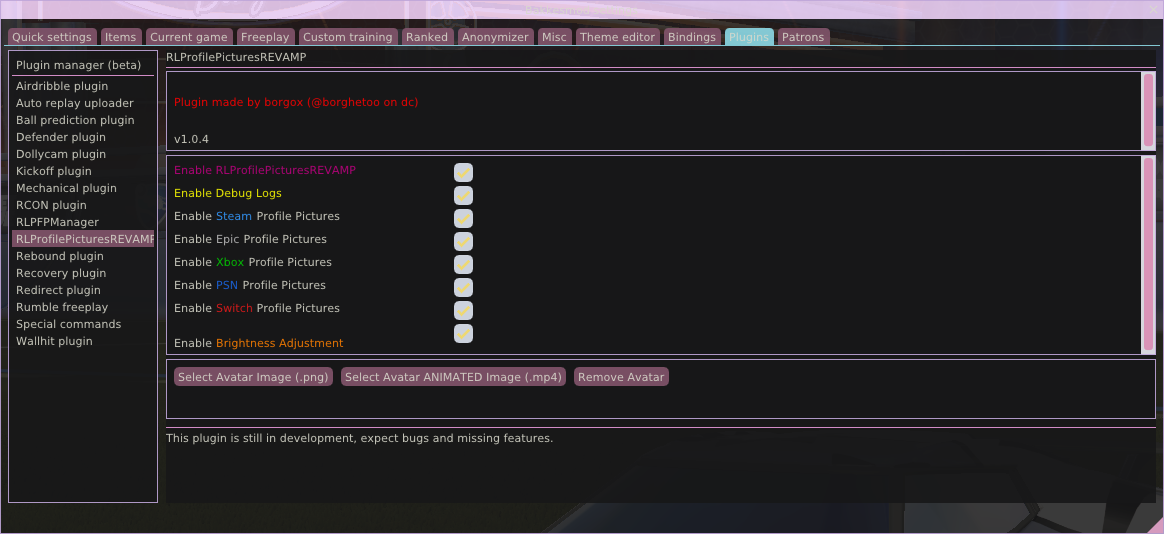 Quick settings Items Current game Freeplay Custom training Ranked Anonymizer Misc Theme editor Bindings Plugins Patrons
Plugin manager (beta)
Airdribble plugin
Auto replay uploader
Ball prediction plugin
Defender plugin
Dollycam plugin
Kickoff plugin
Mechanical plugin
RCON plugin
RLPFPManager
RLProfilePicturesREVAMP
Rebound plugin
Recovery plugin
Redirect plugin
Rumble freeplay
Special commands
Wallhit plugin
RLProfilePicturesREVAMP
Plugin made by borgox (@borghetoo on dc)
v1.0.4
Enable RLProfilePicturesREVAMP
Enable Debug Logs
Enable Steam Profile Pictures
Enable Epic Profile Pictures
Enable Xbox Profile Pictures
Enable PSN Profile Pictures
Enable Switch Profile Pictures
Enable Brightness Adjustment
Select Avatar Image (.png) Select Avatar ANIMATED Image (.mp4) Remove Avatar
This plugin is still in development, expect bugs and missing features.